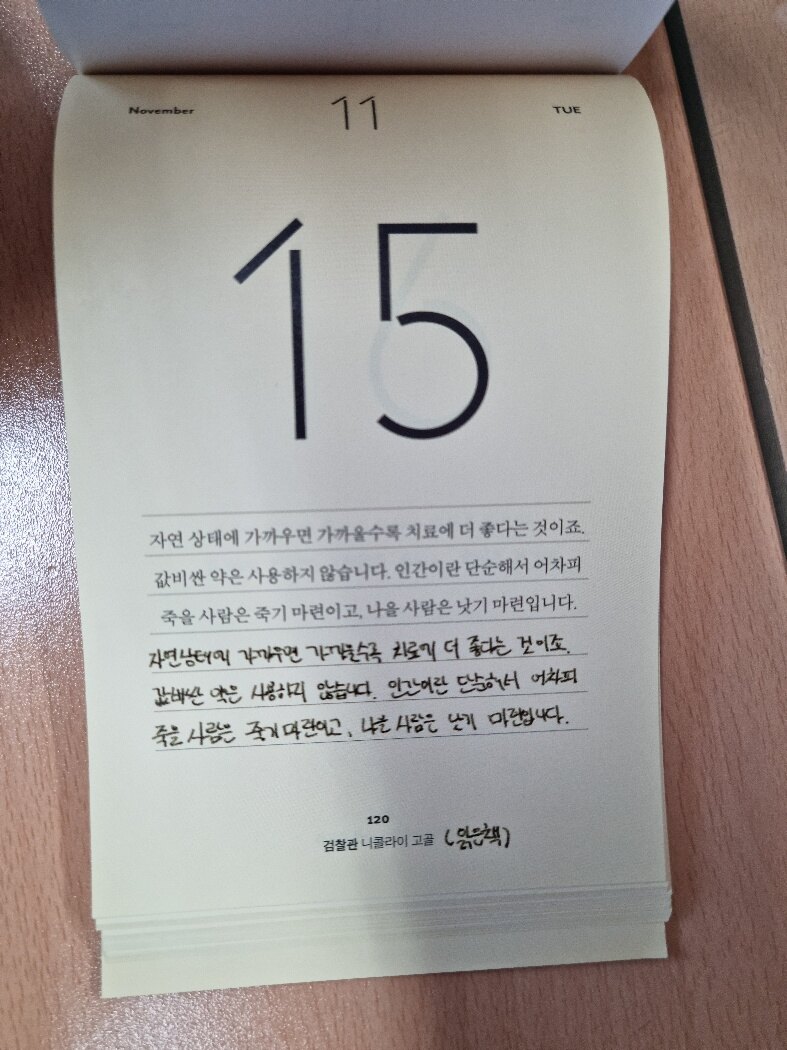 November 11 TUE
15
자연 상태에 가까우면 가까울수록 치료에 더 좋다는 것이죠.
값비싼 약은 사용하지 않습니다. 인간이란 단순해서 어차피
죽을 사람은 죽기 마련이고, 나을 사람은 낫기 마련입니다.
자연상태에 가까우면 가까울수록 치료에 더 좋다는 것이죠.
값비싼 약은 사용하지 않습니다. 인간이란 단순해서 어차피
죽을 사람은 죽기마련이고, 나을 사람은 낫기 마련입니다.
120
검찰관 니콜라이 고골 (읽은책)